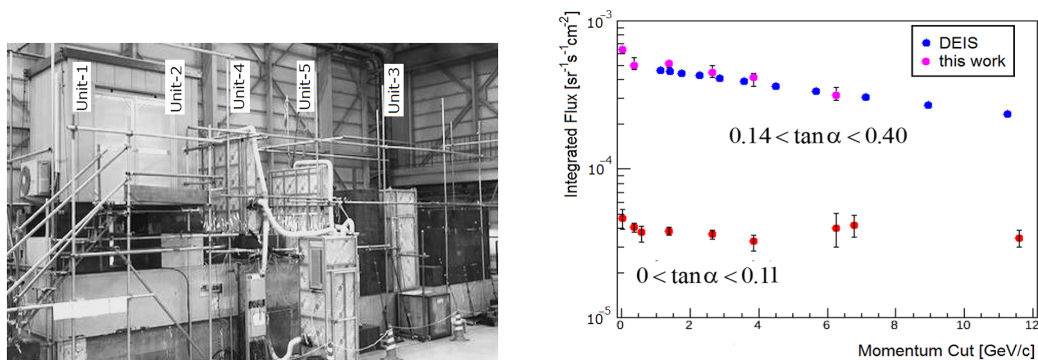 Unit-1
Unit-2
Unit-4
Unit-5
Unit-3
Integrated Flux [sr⁻¹s⁻¹cm⁻²]
10⁻³
10⁻⁴
10⁻⁵
DEIS
this work
0.14 < tan α < 0.40
0 < tan α < 0.11
0 2 4 6 8 10 12
Momentum Cut [GeV/c]